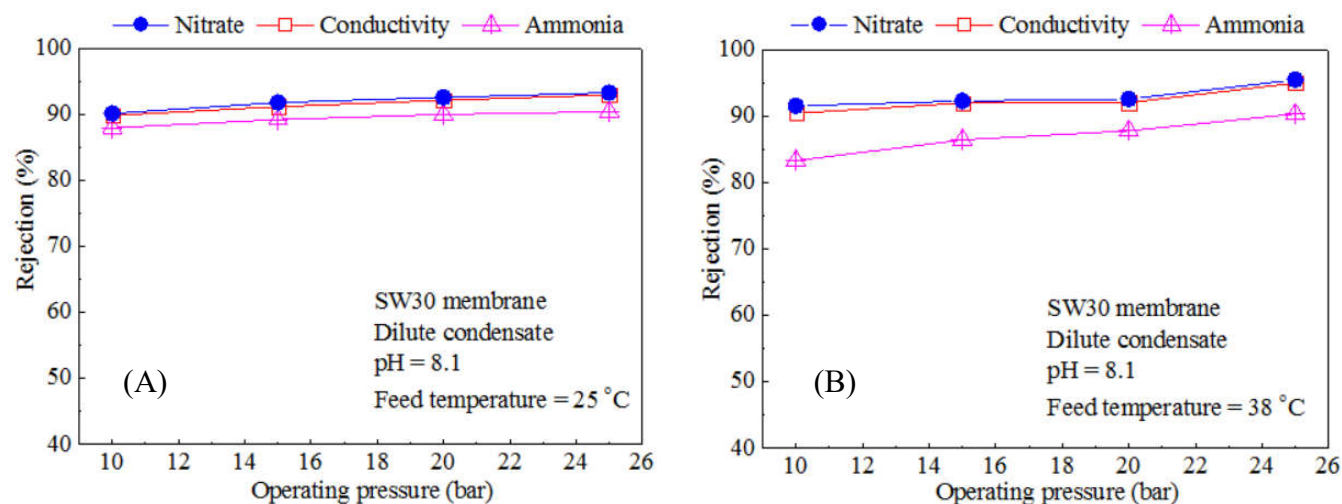 Nitrate Conductivity Ammonia
100
90
80
70
60
50
40
Rejection (%)
SW30 membrane
Dilute condensate
pH = 8.1
Feed temperature = 25 °C
(A)
10 12 14 16 18 20 22 24 26
Operating pressure (bar)
Nitrate Conductivity Ammonia
100
90
80
70
60
50
40
Rejection (%)
SW30 membrane
Dilute condensate
pH = 8.1
Feed temperature = 38 °C
(B)
10 12 14 16 18 20 22 24 26
Operating pressure (bar)